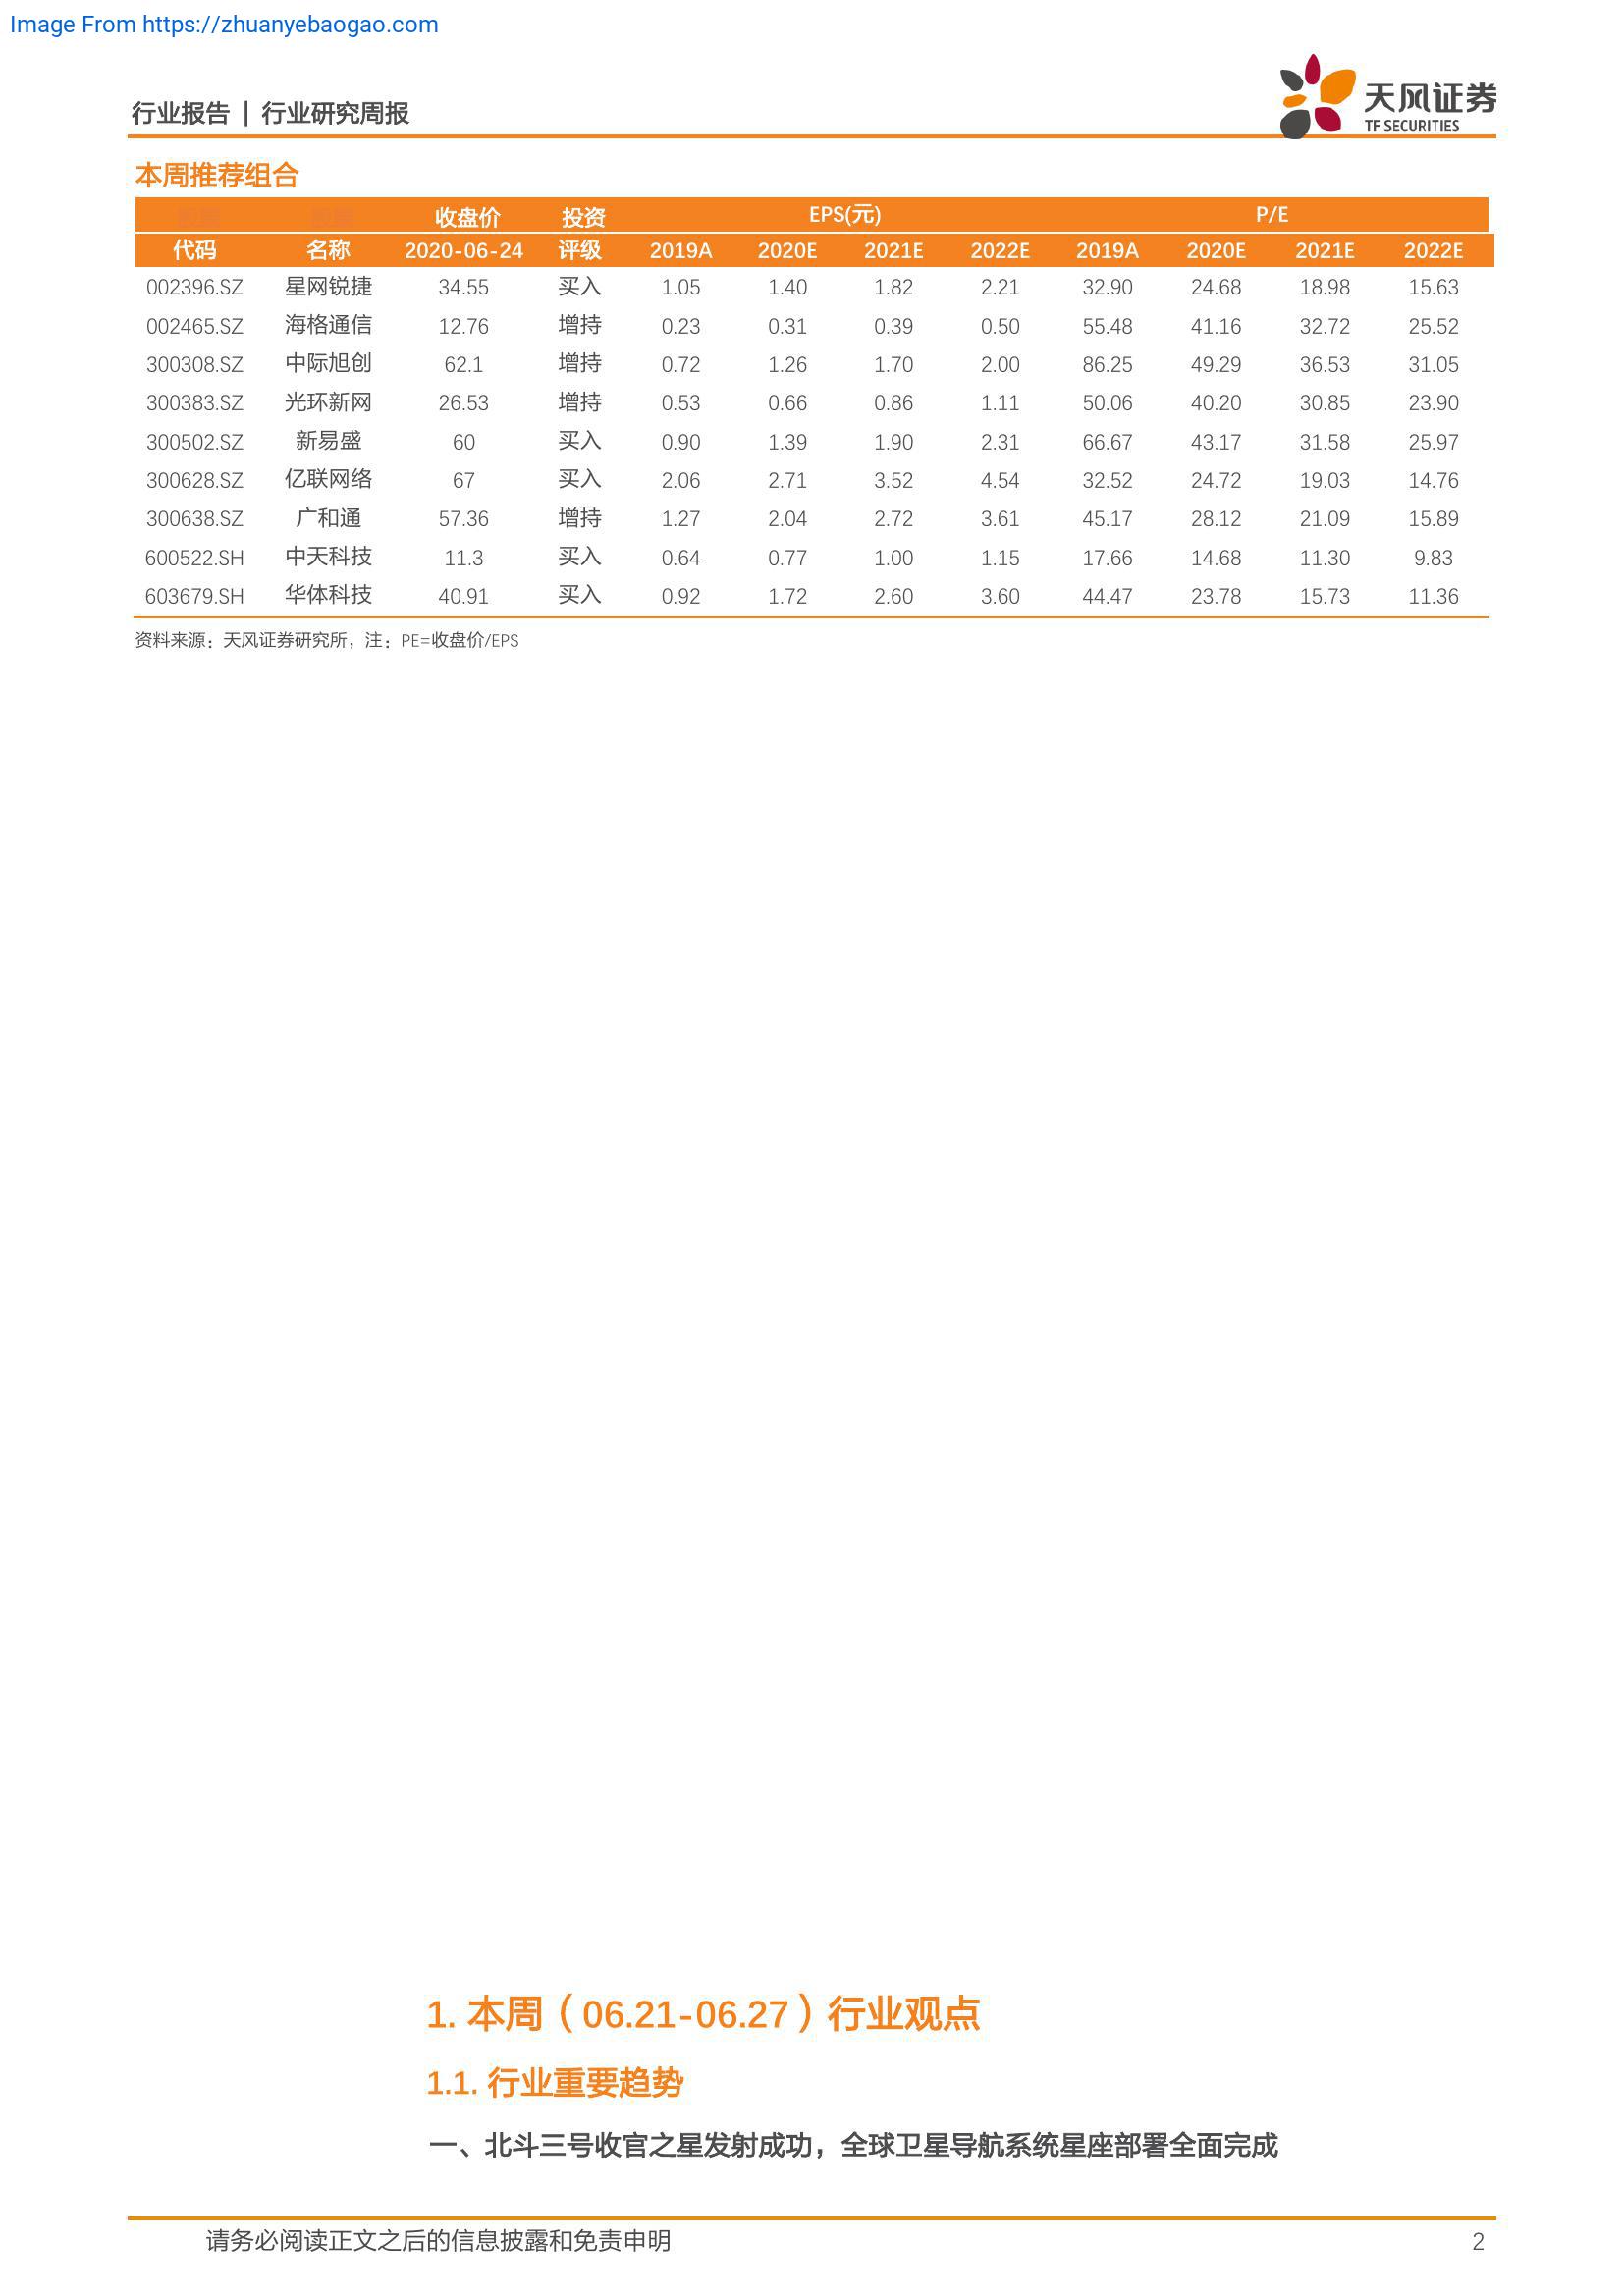 Image From https://zhuanyebaogao.com
行业报告 | 行业研究周报
天风证券
TF SECURITIES
本周推荐组合
收盘价 投资 EPS(元) P/E
代码 名称 2020-06-24 评级 2019A 2020E 2021E 2022E 2019A 2020E 2021E 2022E
002396.SZ 星网锐捷 34.55 买入 1.05 1.40 1.82 2.21 32.90 24.68 18.98 15.63
002465.SZ 海格通信 12.76 增持 0.23 0.31 0.39 0.50 55.48 41.16 32.72 25.52
300308.SZ 中际旭创 62.1 增持 0.72 1.26 1.70 2.00 86.25 49.29 36.53 31.05
300383.SZ 光环新网 26.53 增持 0.53 0.66 0.86 1.11 50.06 40.20 30.85 23.90
300502.SZ 新易盛 60 买入 0.90 1.39 1.90 2.31 66.67 43.17 31.58 25.97
300628.SZ 亿联网络 67 买入 2.06 2.71 3.52 4.54 32.52 24.72 19.03 14.76
300638.SZ 广和通 57.36 增持 1.27 2.04 2.72 3.61 45.17 28.12 21.09 15.89
600522.SH 中天科技 11.3 买入 0.64 0.77 1.00 1.15 17.66 14.68 11.30 9.83
603679.SH 华体科技 40.91 买入 0.92 1.72 2.60 3.60 44.47 23.78 15.73 11.36
资料来源：天风证券研究所，注：PE=收盘价/EPS
1. 本周（06.21-06.27）行业观点
1.1. 行业重要趋势
一、北斗三号收官之星发射成功，全球卫星导航系统星座部署全面完成
请务必阅读正文之后的信息披露和免责申明 2